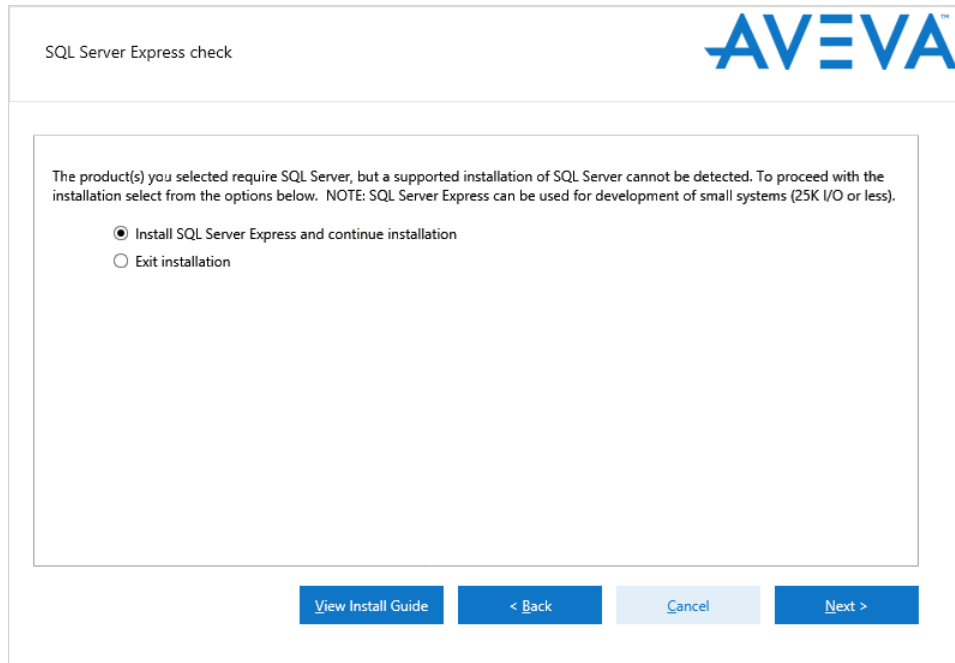 SQL Server Express check
AVEVA™
The product(s) you selected require SQL Server, but a supported installation of SQL Server cannot be detected. To proceed with the
installation select from the options below. NOTE: SQL Server Express can be used for development of small systems (25K I/O or less).
Install SQL Server Express and continue installation
Exit installation
View Install Guide
< Back
Cancel
Next >